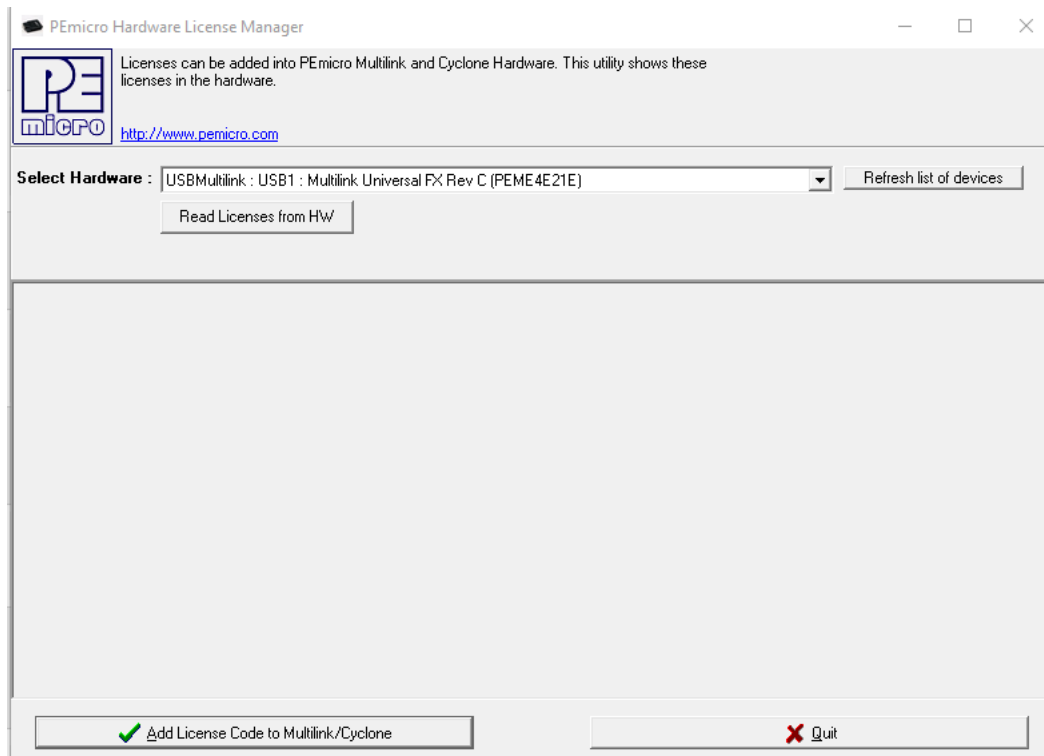 PEmicro Hardware License Manager
Licenses can be added into PEmicro Multilink and Cyclone Hardware. This utility shows these
licenses in the hardware.
PE
micro
http://www.pemicro.com
Select Hardware : USBMultilink : USB1 : Multilink Universal FX Rev C (PEME4E21E) Refresh list of devices
Read Licenses from HW
Add License Code to Multilink/Cyclone Quit